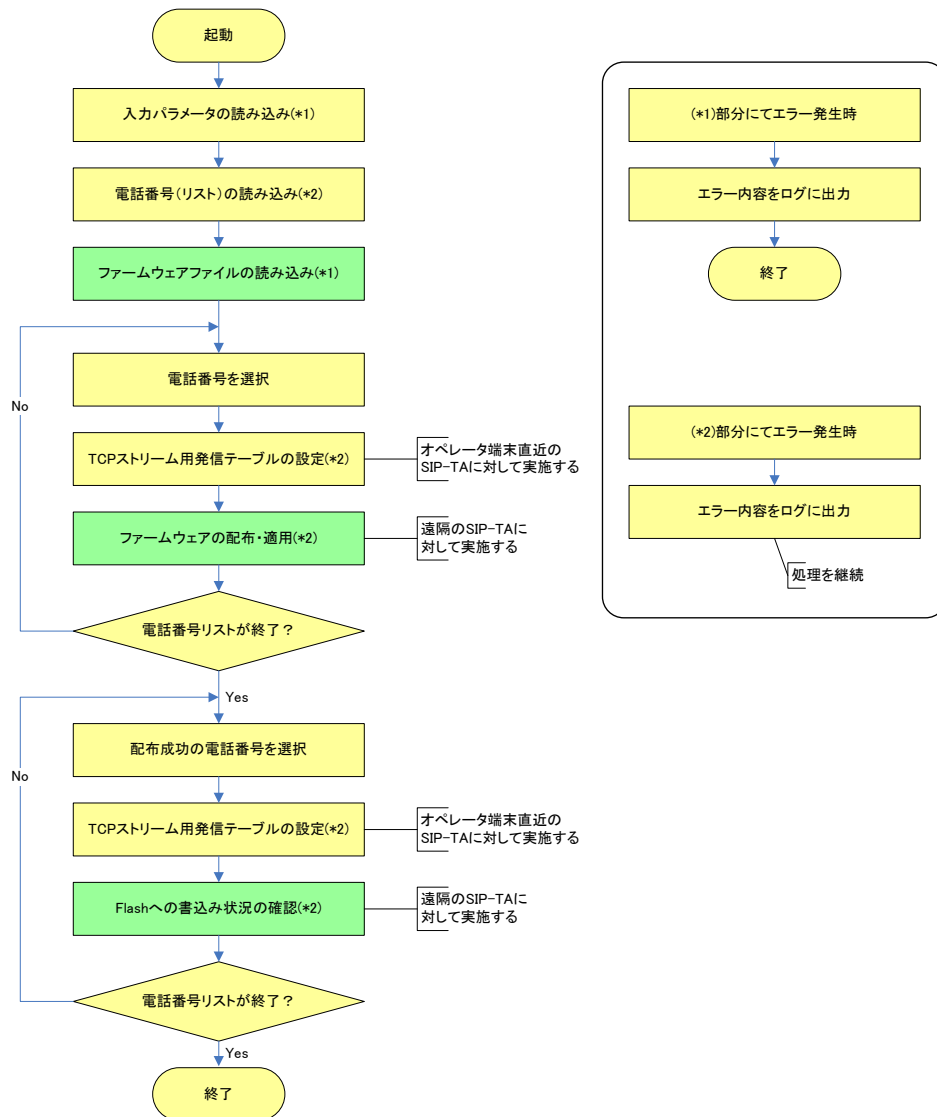 起動
入力パラメータの読み込み(*1)
電話番号(リスト)の読み込み(*2)
ファームウェアファイルの読み込み(*1)
電話番号を選択
No
TCPストリーム用発信テーブルの設定(*2)
オペレータ端末直近の
SIP-TAに対して実施する
ファームウェアの配布・適用(*2)
遠隔のSIP-TAに
対して実施する
電話番号リストが終了?
Yes
配布成功の電話番号を選択
No
TCPストリーム用発信テーブルの設定(*2)
オペレータ端末直近の
SIP-TAに対して実施する
Flashへの書込み状況の確認(*2)
遠隔のSIP-TAに
対して実施する
電話番号リストが終了?
Yes
終了
(*1)部分にてエラー発生時
エラー内容をログに出力
終了
(*2)部分にてエラー発生時
エラー内容をログに出力
処理を継続